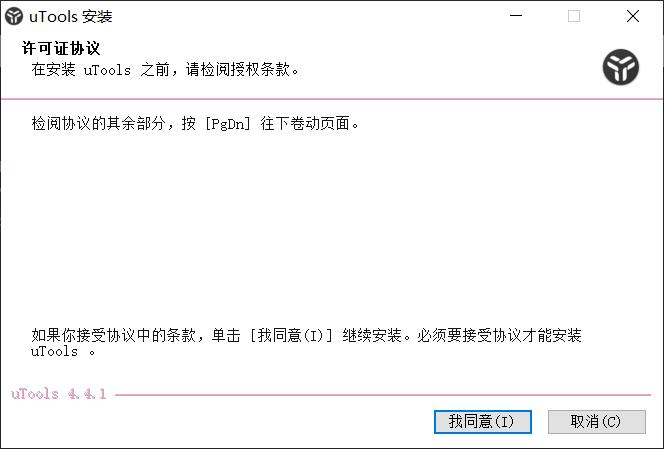 uTools 安装
许可证协议
在安装 uTools 之前，请检阅授权条款。
检阅协议的其余部分，按 [PgDn] 往下卷动页面。
如果你接受协议中的条款，单击 [我同意(I)] 继续安装。必须要接受协议才能安装
uTools 。
uTools 4.4.1
我同意(I)
取消(C)